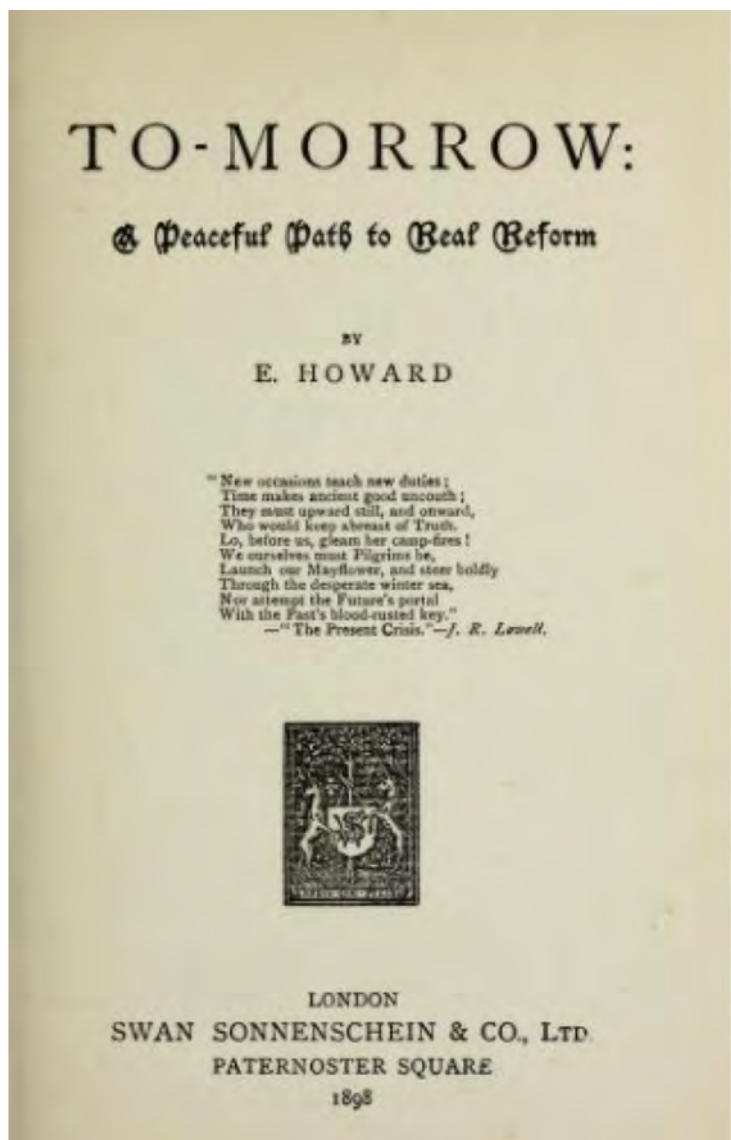 TO-MORROW:
A Peaceful Path to Real Reform
BY
E. HOWARD
“New occasions teach new duties;
Time makes ancient good uncouth;
They must upward still, and onward,
Who would keep abreast of Truth.
Lo, before us, gleam her camp-fires!
We ourselves must Pilgrims be,
Launch our Mayflower, and steer boldly
Through the desperate winter sea,
Nor attempt the Future's portal
With the Past's blood-rusted key.”
—“The Present Crisis.”—J. R. Lowell.
LONDON
SWAN SONNENSCHEIN & CO., LTD
PATERNOSTER SQUARE
1898